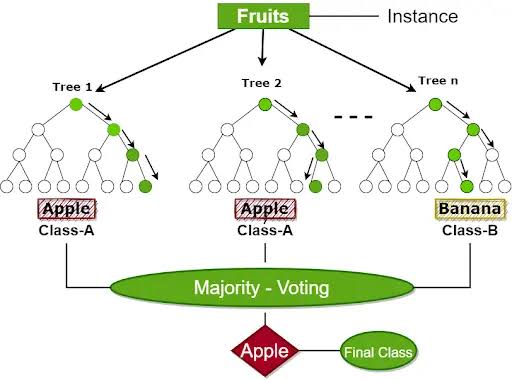 Fruits
Instance
Tree 1
Tree 2
Tree n
Apple
Apple
Banana
Class-A
Class-A
Class-B
Majority - Voting
Apple
Final Class